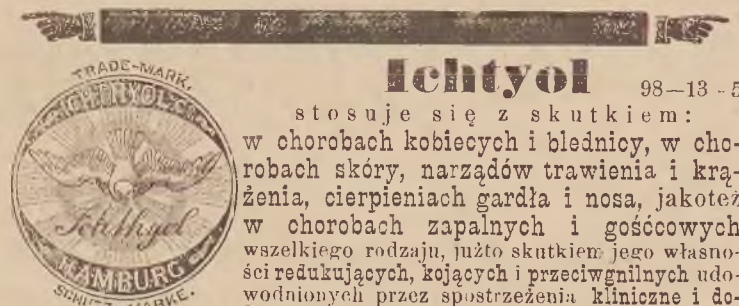 TRADE-MARK.
ICHTHYOL-G
Ichthyol
HAMBURG
SCHUTZ-MARKE.
Ichtyol 98—13-5
stosuje się z skutkiem:
w chorobach kobiecych i blednicy, w cho-
robach skóry, narządów trawienia i krą-
żenia, cierpieniach gardła i nosa, jakoteż
w chorobach zapalnych i gośćcowych
wszelkiego rodzaju, jużto skutkiem jego własno-
ści redukujących, kojących i przeciwgnilnych udo-
wodnionych przez spostrzeżenia kliniczne i do-